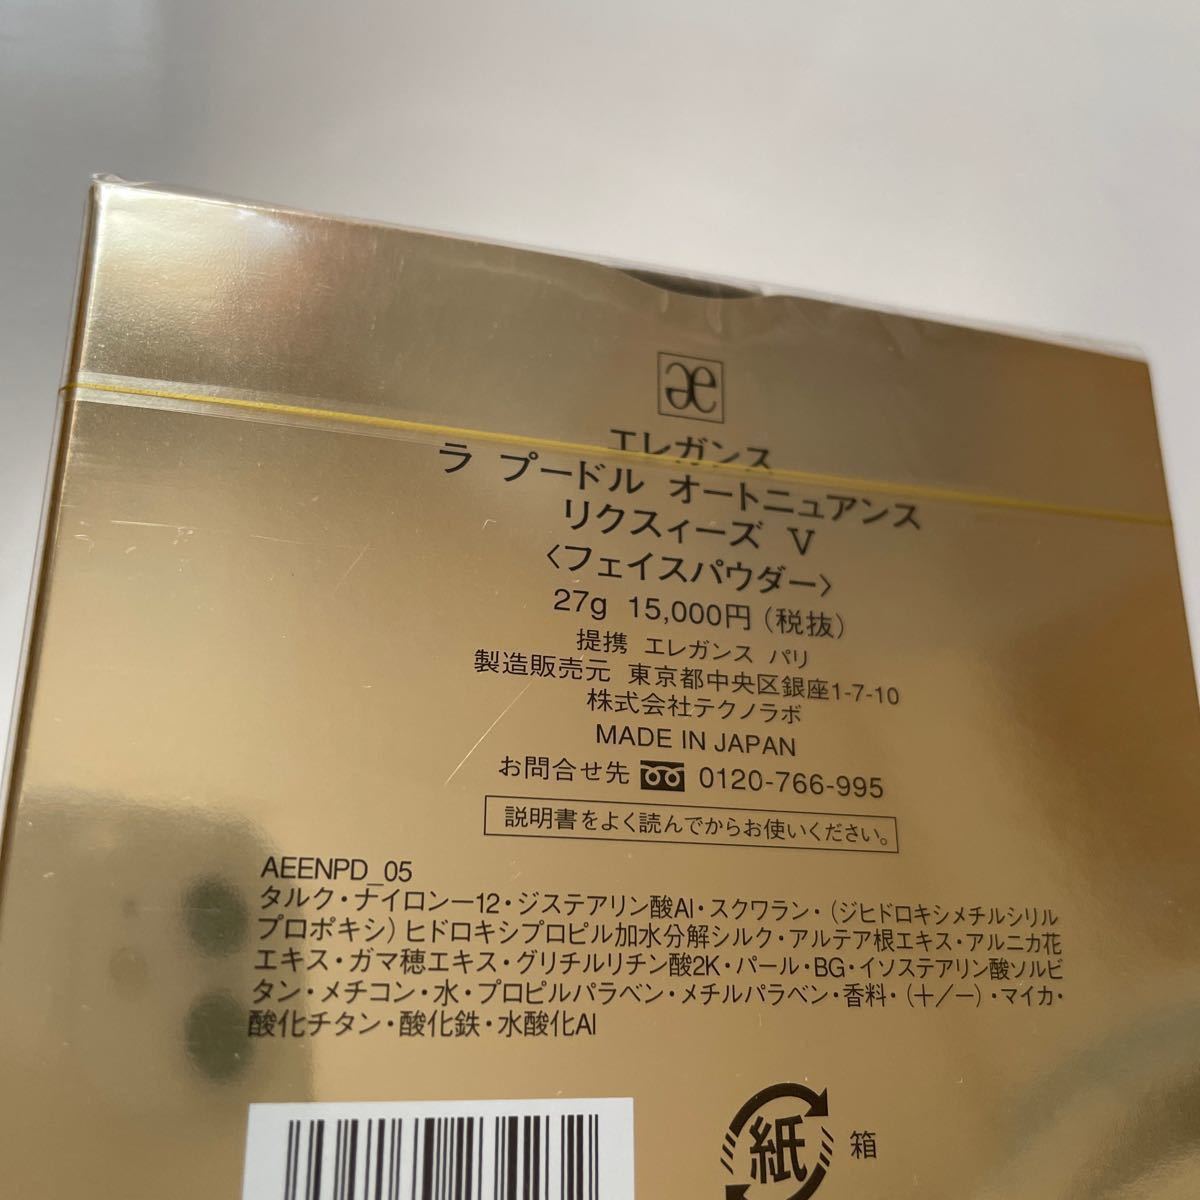 æ
エレガンス
ラ プードル オートニュアンス
リクスィーズ V
〈フェイスパウダー〉
27g 15,000円(税抜)
提携 エレガンス パリ
製造販売元 東京都中央区銀座1-7-10
株式会社テクノラボ
MADE IN JAPAN
お問合せ先 0120-766-995
説明書をよく読んでからお使いください。
AEENPD_05
タルク・ナイロン一12・ジステアリン酸Al・スクワラン・(ジヒドロキシメチルシリル
プロポキシ)ヒドロキシプロピル加水分解シルク・アルテア根エキス・アルニカ花
エキス・ガマ穂エキス・グリチルリチン酸2K・パール・BG・イソステアリン酸ソルビ
タン・メチコン・水・プロピルパラベン・メチルパラベン・香料・(+/-)・マイカ・
酸化チタン・酸化鉄・水酸化Al
紙 箱